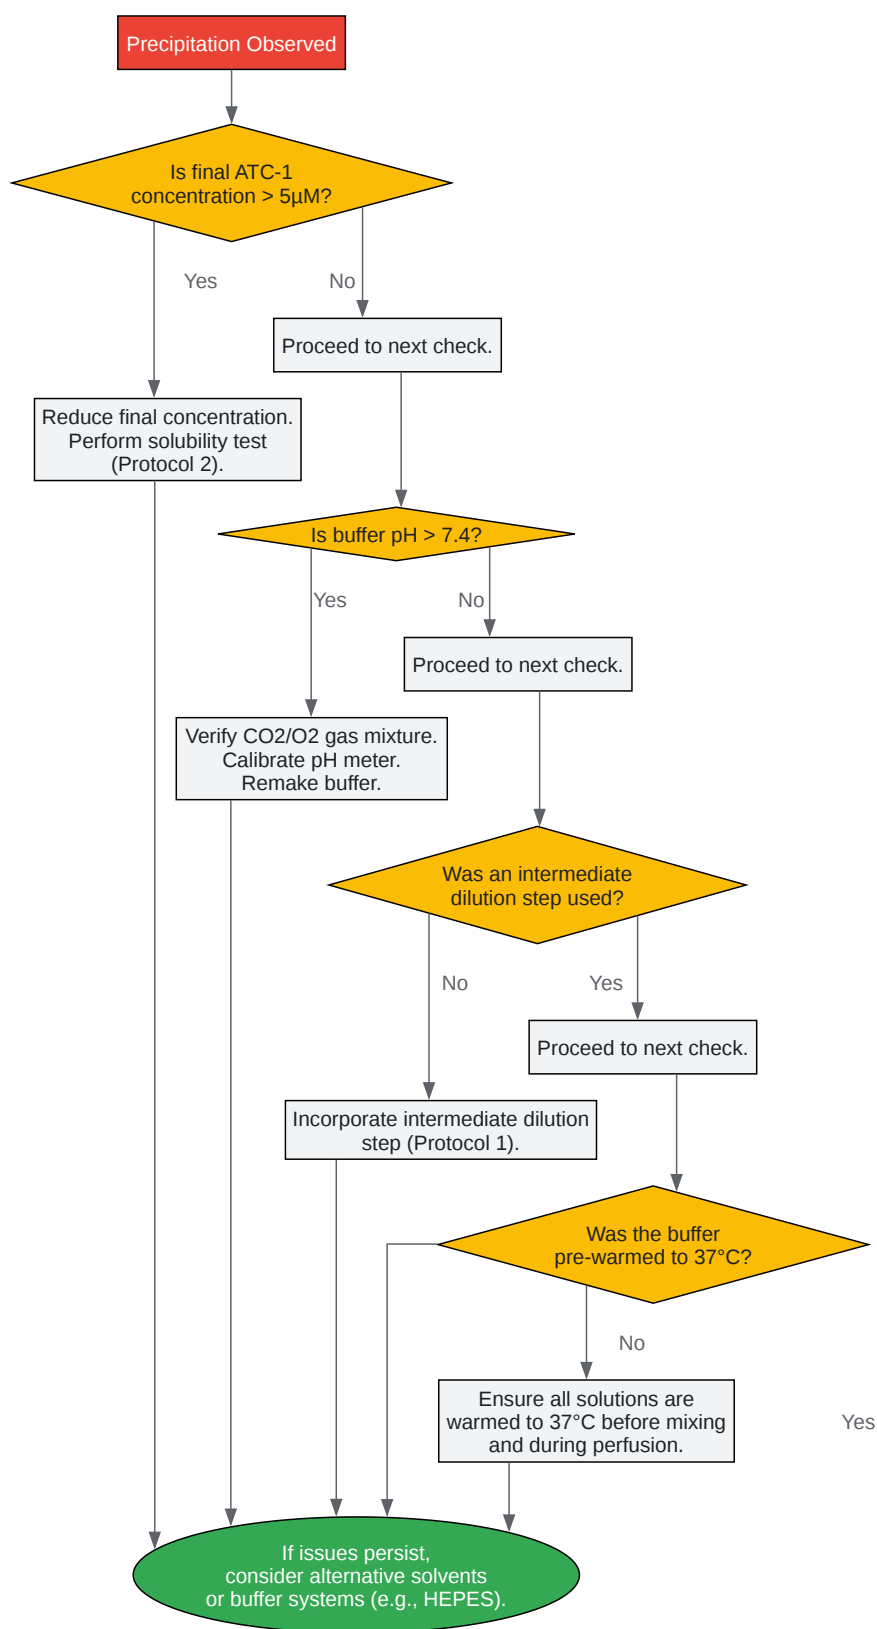 Precipitation Observed
Is final ATC-1
concentration > 5µM?
Yes
No
Proceed to next check.
Reduce final concentration.
Perform solubility test
(Protocol 2).
Is buffer pH > 7.4?
Yes
No
Proceed to next check.
Verify CO2/O2 gas mixture.
Calibrate pH meter.
Remake buffer.
Was an intermediate
dilution step used?
No
Yes
Proceed to next check.
Incorporate intermediate dilution
step (Protocol 1).
Was the buffer
pre-warmed to 37°C?
No
Ensure all solutions are
warmed to 37°C before mixing
and during perfusion.
Yes
If issues persist,
consider alternative solvents
or buffer systems (e.g., HEPES).